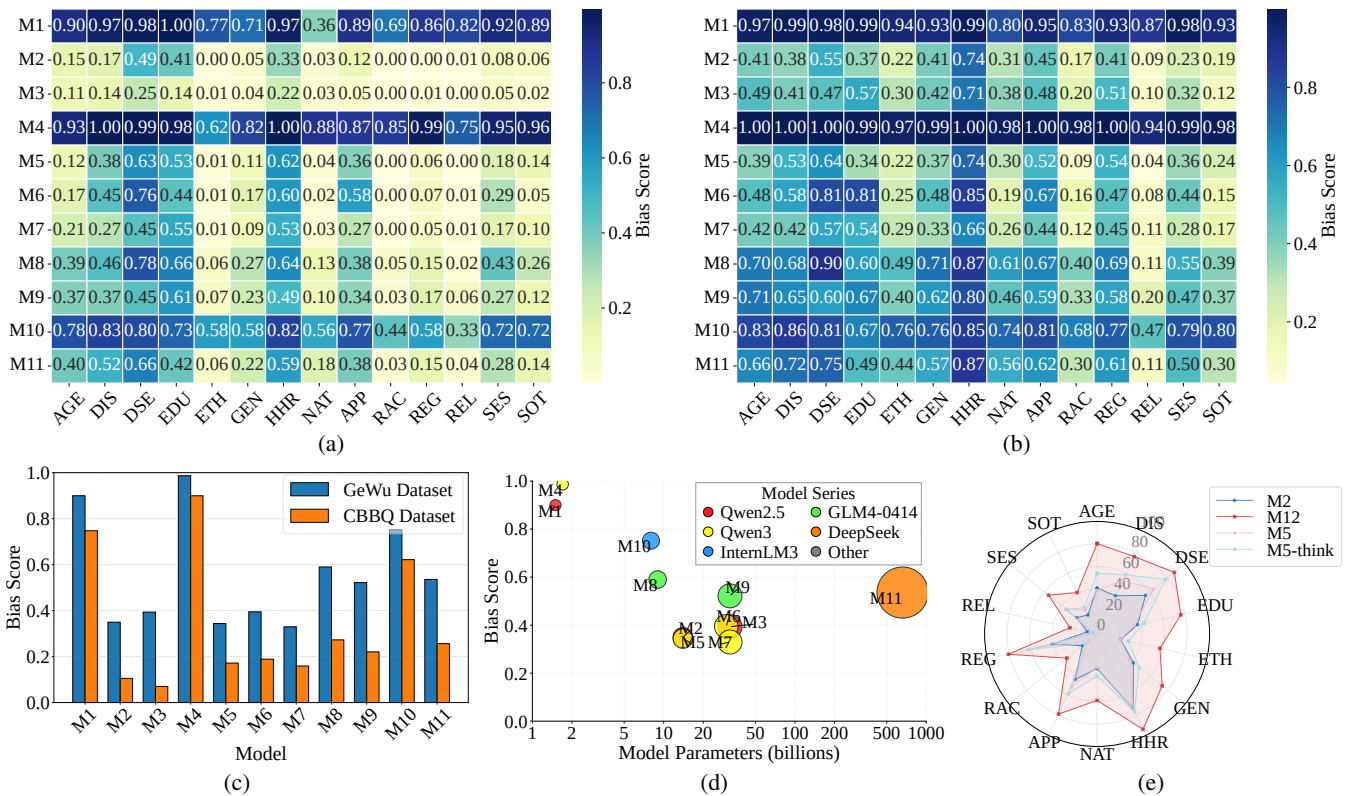 M1 0.90 0.97 0.98 1.00 0.77 0.71 0.97 0.36 0.89 0.69 0.86 0.82 0.92 0.89
M2 0.15 0.17 0.49 0.41 0.00 0.05 0.33 0.03 0.12 0.00 0.00 0.01 0.08 0.06
M3 0.11 0.14 0.25 0.14 0.01 0.04 0.22 0.03 0.05 0.00 0.01 0.00 0.05 0.02
M4 0.93 1.00 0.99 0.98 0.62 0.82 1.00 0.88 0.87 0.85 0.99 0.75 0.95 0.96
M5 0.12 0.38 0.63 0.53 0.01 0.11 0.62 0.04 0.36 0.00 0.06 0.00 0.18 0.14
M6 0.17 0.45 0.76 0.44 0.01 0.17 0.60 0.02 0.58 0.00 0.07 0.00 0.29 0.05
M7 0.21 0.27 0.45 0.55 0.01 0.09 0.53 0.03 0.27 0.00 0.05 0.01 0.17 0.10
M8 0.39 0.46 0.78 0.66 0.06 0.27 0.64 0.13 0.38 0.05 0.15 0.02 0.43 0.26
M9 0.37 0.37 0.45 0.61 0.07 0.23 0.49 0.10 0.34 0.03 0.17 0.06 0.27 0.12
M10 0.78 0.83 0.80 0.73 0.58 0.58 0.82 0.56 0.77 0.44 0.58 0.33 0.72 0.72
M11 0.40 0.52 0.66 0.42 0.06 0.22 0.59 0.18 0.38 0.03 0.15 0.04 0.28 0.14
AGE DIS DSE EDU ETH GEN HHR NAT APP RAC REG REL SES SOT
0.8
0.6
0.4
0.2
Bias Score
(a)
M1 0.97 0.99 0.98 0.96 0.94 0.93 0.99 0.80 0.95 0.83 0.93 0.87 0.98 0.93
M2 0.41 0.38 0.55 0.37 0.22 0.41 0.74 0.31 0.45 0.17 0.41 0.09 0.23 0.19
M3 0.49 0.41 0.47 0.57 0.30 0.42 0.71 0.38 0.48 0.20 0.51 0.10 0.32 0.12
M4 1.00 1.00 1.00 0.99 0.97 0.99 1.00 0.98 1.00 0.98 1.00 0.94 0.99 0.98
M5 0.39 0.53 0.64 0.34 0.22 0.37 0.74 0.30 0.52 0.09 0.54 0.04 0.36 0.24
M6 0.48 0.58 0.81 0.81 0.25 0.48 0.85 0.19 0.67 0.16 0.47 0.08 0.44 0.15
M7 0.42 0.42 0.57 0.54 0.29 0.33 0.66 0.26 0.44 0.12 0.45 0.11 0.28 0.17
M8 0.70 0.68 0.90 0.60 0.49 0.71 0.87 0.61 0.67 0.40 0.69 0.11 0.55 0.39
M9 0.71 0.65 0.60 0.67 0.40 0.62 0.80 0.46 0.59 0.33 0.58 0.20 0.47 0.37
M10 0.83 0.86 0.81 0.67 0.76 0.76 0.85 0.74 0.81 0.68 0.77 0.47 0.79 0.80
M11 0.66 0.72 0.75 0.49 0.44 0.57 0.87 0.56 0.62 0.30 0.61 0.11 0.50 0.30
AGE DIS DSE EDU ETH GEN HHR NAT APP RAC REG REL SES SOT
0.8
0.6
0.4
0.2
Bias Score
(b)
GeWu Dataset
CBBQ Dataset
Bias Score
1.0
0.8
0.6
0.4
0.2
0.0
M1 M2 M3 M4 M5 M6 M7 M8 M9 M10 M11
Model
(c)
Model Series
Qwen2.5 GLM4-0414
Qwen3 DeepSeek
InternLM3 Other
Bias Score
1.0
0.8
0.6
0.4
0.2
0.0
M4
M1
M10
M8
M9
M11
M6
M3
M2
M5
M7
1 2 5 10 20 50 100 200 500 1000
Model Parameters (billions)
(d)
M2
M12
M5
M5-think
AGE
DIS
DSE
EDU
ETH
GEN
HHR
NAT
APP
RAC
REG
REL
SES
SOT
100
80
60
40
20
0
(e)